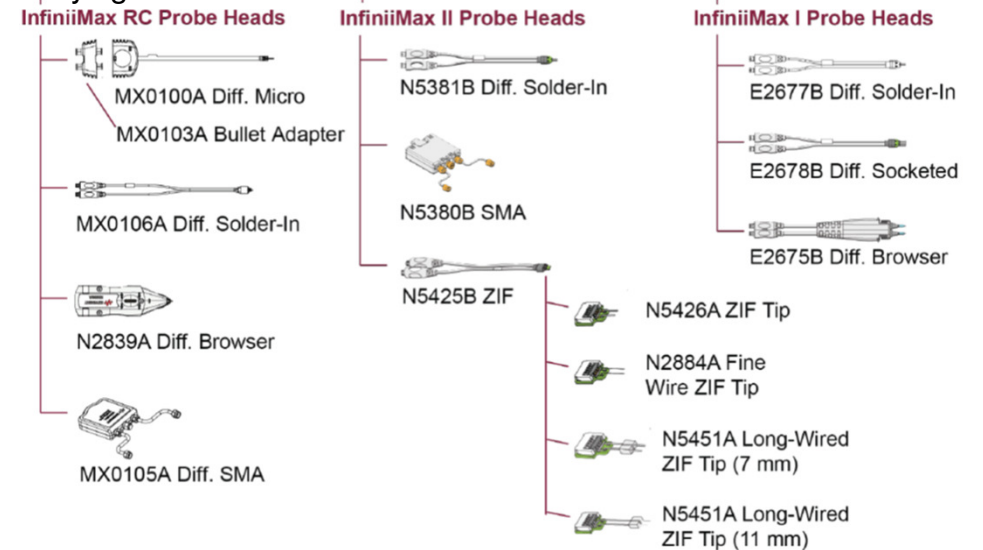 InfiniiMax RC Probe Heads
MX0100A Diff. Micro
MX0103A Bullet Adapter
MX0106A Diff. Solder-In
N2839A Diff. Browser
MX0105A Diff. SMA
InfiniiMax II Probe Heads
N5381B Diff. Solder-In
N5380B SMA
N5425B ZIF
N5426A ZIF Tip
N2884A Fine
Wire ZIF Tip
N5451A Long-Wired
ZIF Tip (7 mm)
N5451A Long-Wired
ZIF Tip (11 mm)
InfiniiMax I Probe Heads
E2677B Diff. Solder-In
E2678B Diff. Socketed
E2675B Diff. Browser